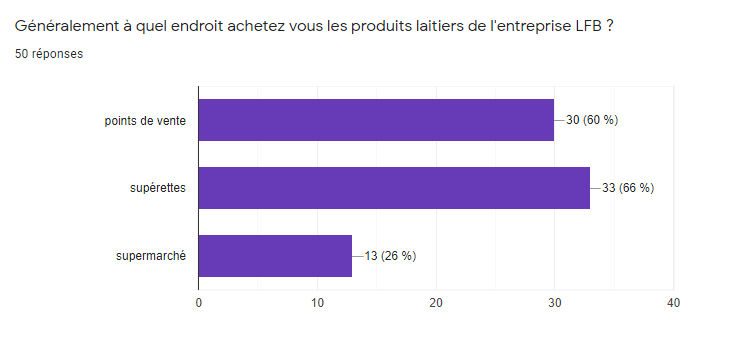 Généralement à quel endroit achetez vous les produits laitiers de l'entreprise LFB ?
50 réponses
points de vente
30 (60 %)
supérettes
33 (66 %)
supermarché
13 (26 %)
0 10 20 30 40